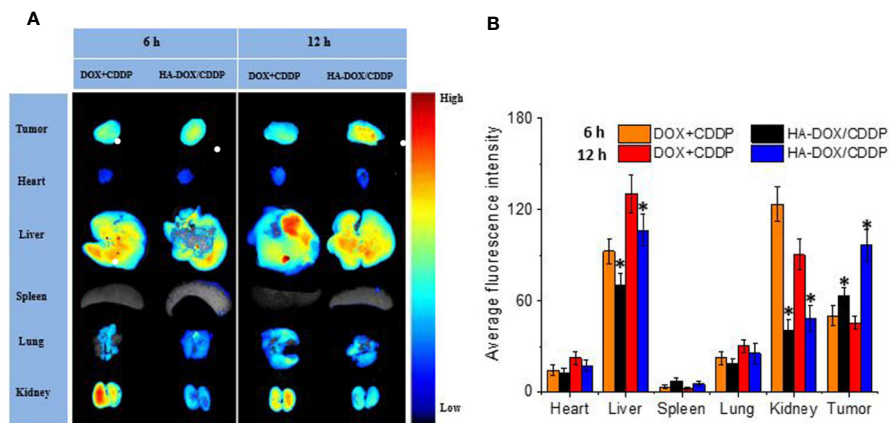 A
6 h
12 h
DOX+CDDP
HA-DOX/CDDP
DOX+CDDP
HA-DOX/CDDP
Tumor
Heart
Liver
Spleen
Lung
Kidney
High
Low
B
Average fluorescence intensity
180
120
60
0
6 h DOX+CDDP HA-DOX/CDDP
12 h DOX+CDDP HA-DOX/CDDP
* * * * * *
Heart Liver Spleen Lung Kidney Tumor